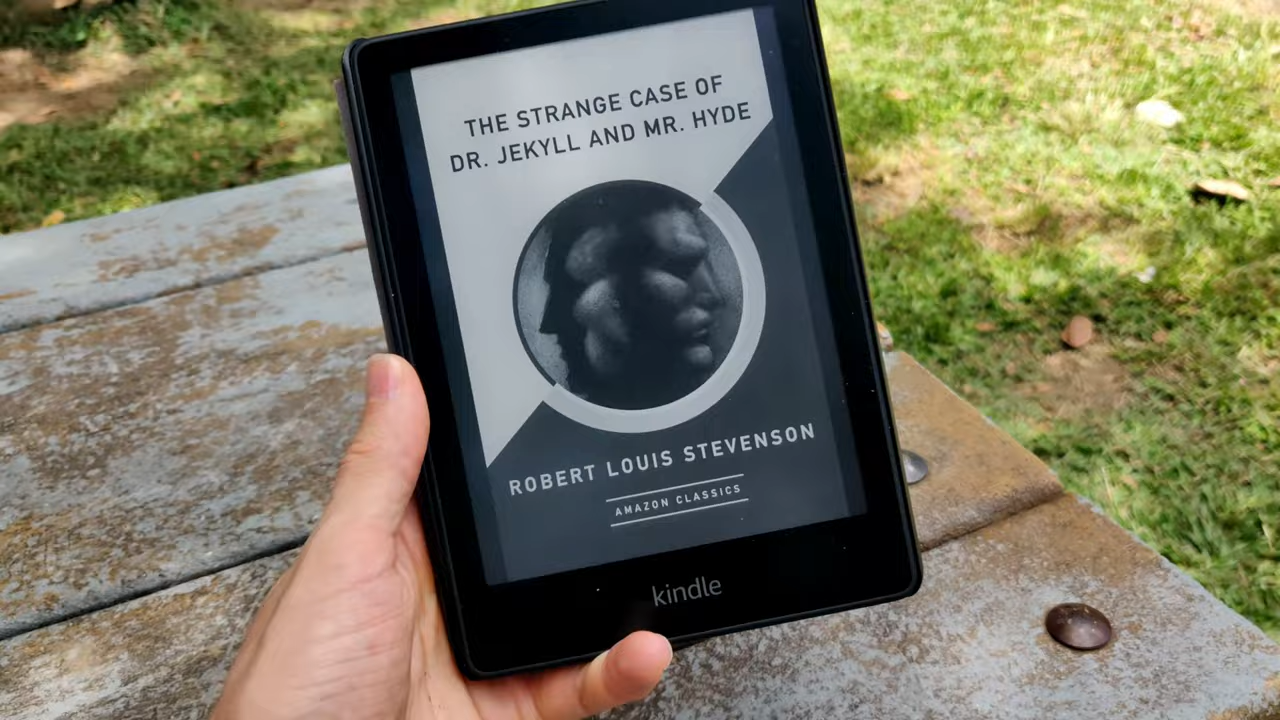 THE STRANGE CASE OF
DR. JEKYLL AND MR. HYDE
ROBERT LOUIS STEVENSON
AMAZON CLASSICS
kindle